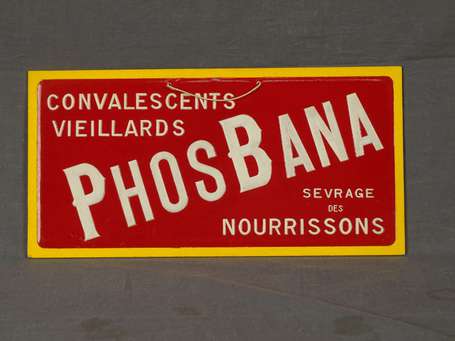 CONVALESCENTS
VIEILLARDS
PHOSBANA
SEVRAGE
DES
NOURRISSONS